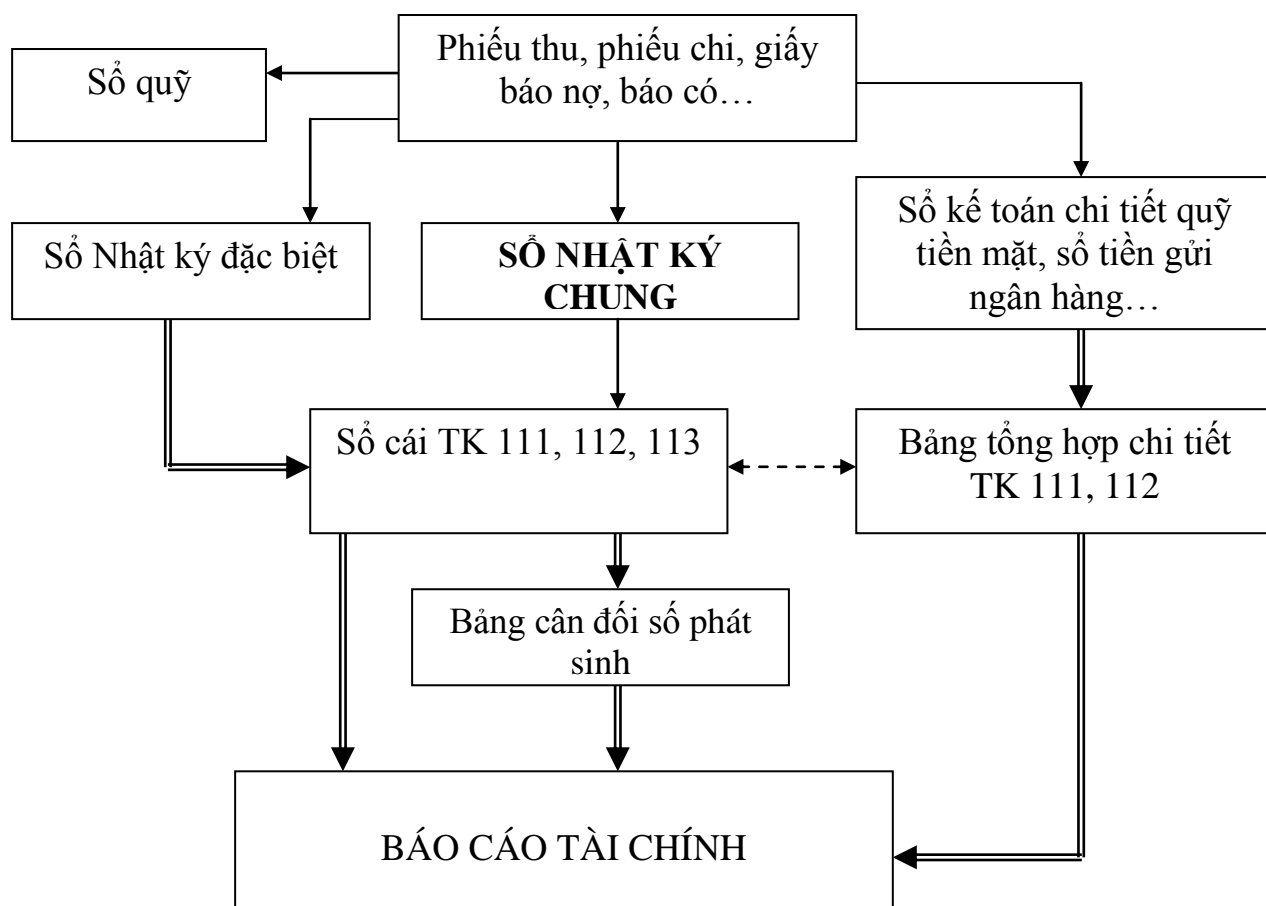 Phiếu thu, phiếu chi, giấy
báo nợ, báo có…
Sổ quỹ
Sổ Nhật ký đặc biệt
SỔ NHẬT KÝ
CHUNG
Sổ kế toán chi tiết quỹ
tiền mặt, sổ tiền gửi
ngân hàng…
Sổ cái TK 111, 112, 113
Bảng tổng hợp chi tiết
TK 111, 112
Bảng cân đối số phát
sinh
BÁO CÁO TÀI CHÍNH